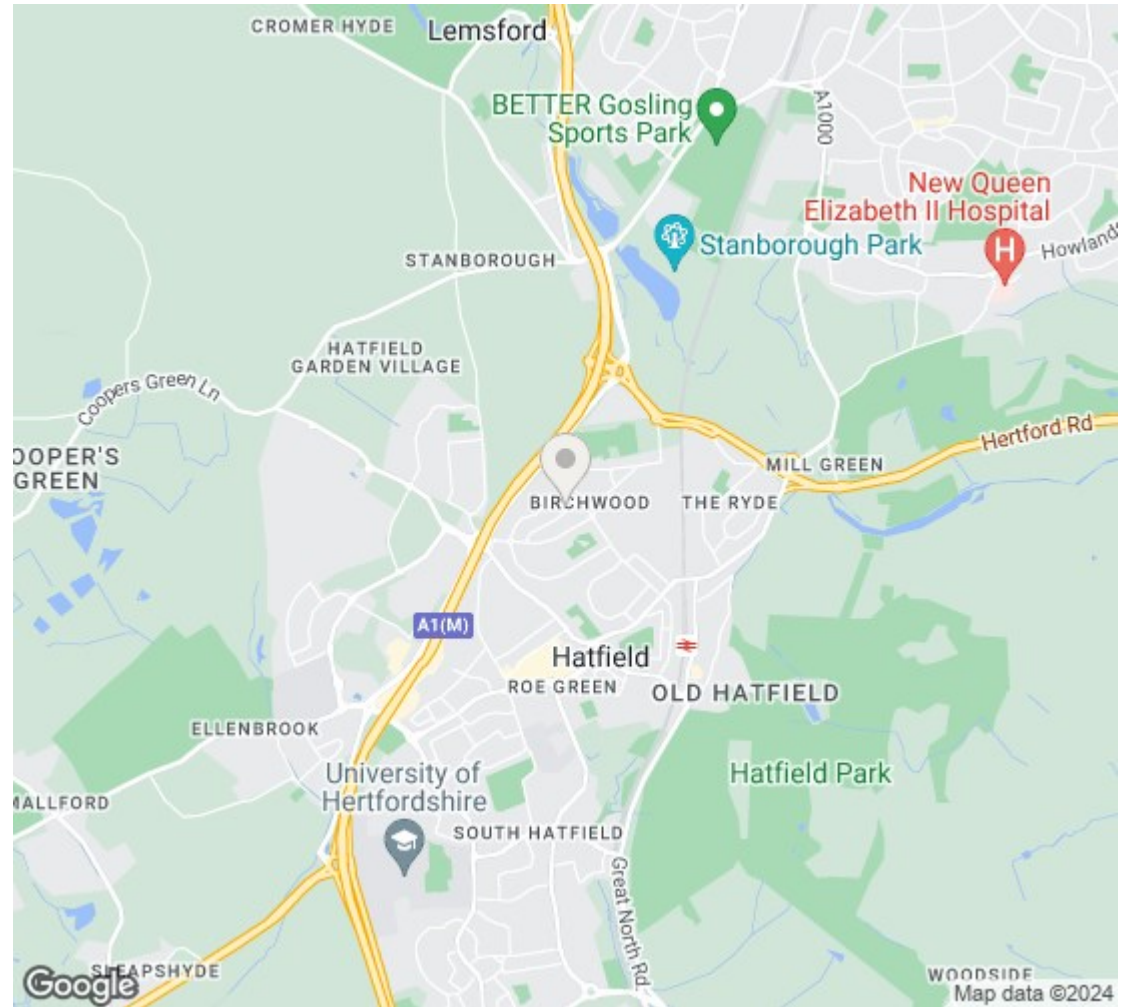 CROMER HYDE
Lemsford
BETTER Gosling
Sports Park
A1000
New Queen
Elizabeth II Hospital
H
Howlands
Stanborough Park
STANBOROUGH
HATFIELD
GARDEN VILLAGE
Coopers Green Ln
OOPER'S
GREEN
Hertford Rd
MILL GREEN
BIRCHWOOD
THE RYDE
A1(M)
Hatfield
ROE GREEN
OLD HATFIELD
ELLENBROOK
University of
Hertfordshire
Hatfield Park
MALLFORD
SOUTH HATFIELD
Great North Rd.
SLEAPSHYDE
WOODSIDE
Google
Map data ©2024